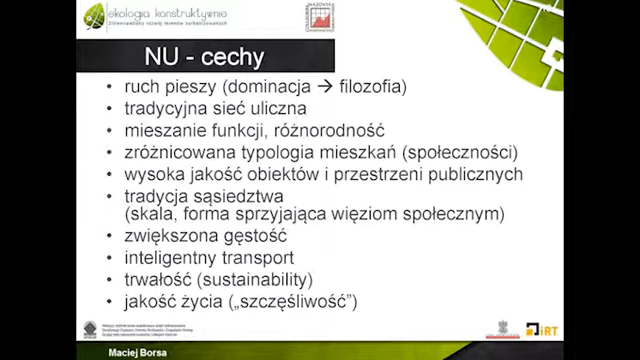 ekologia konstruktywnie
NU - cechy
• ruch pieszy (dominacja → filozofia)
• tradycyjna sieć uliczna
• mieszanie funkcji, różnorodność
• zróżnicowana typologia mieszkań (społeczności)
• wysoka jakość obiektów i przestrzeni publicznych
• tradycja sąsiedztwa
(skala, forma sprzyjająca więziom społecznym)
• zwiększona gęstość
• inteligentny transport
• trwałość (sustainability)
• jakość życia („szczęśliwość”)
iRT
Maciej Borsa